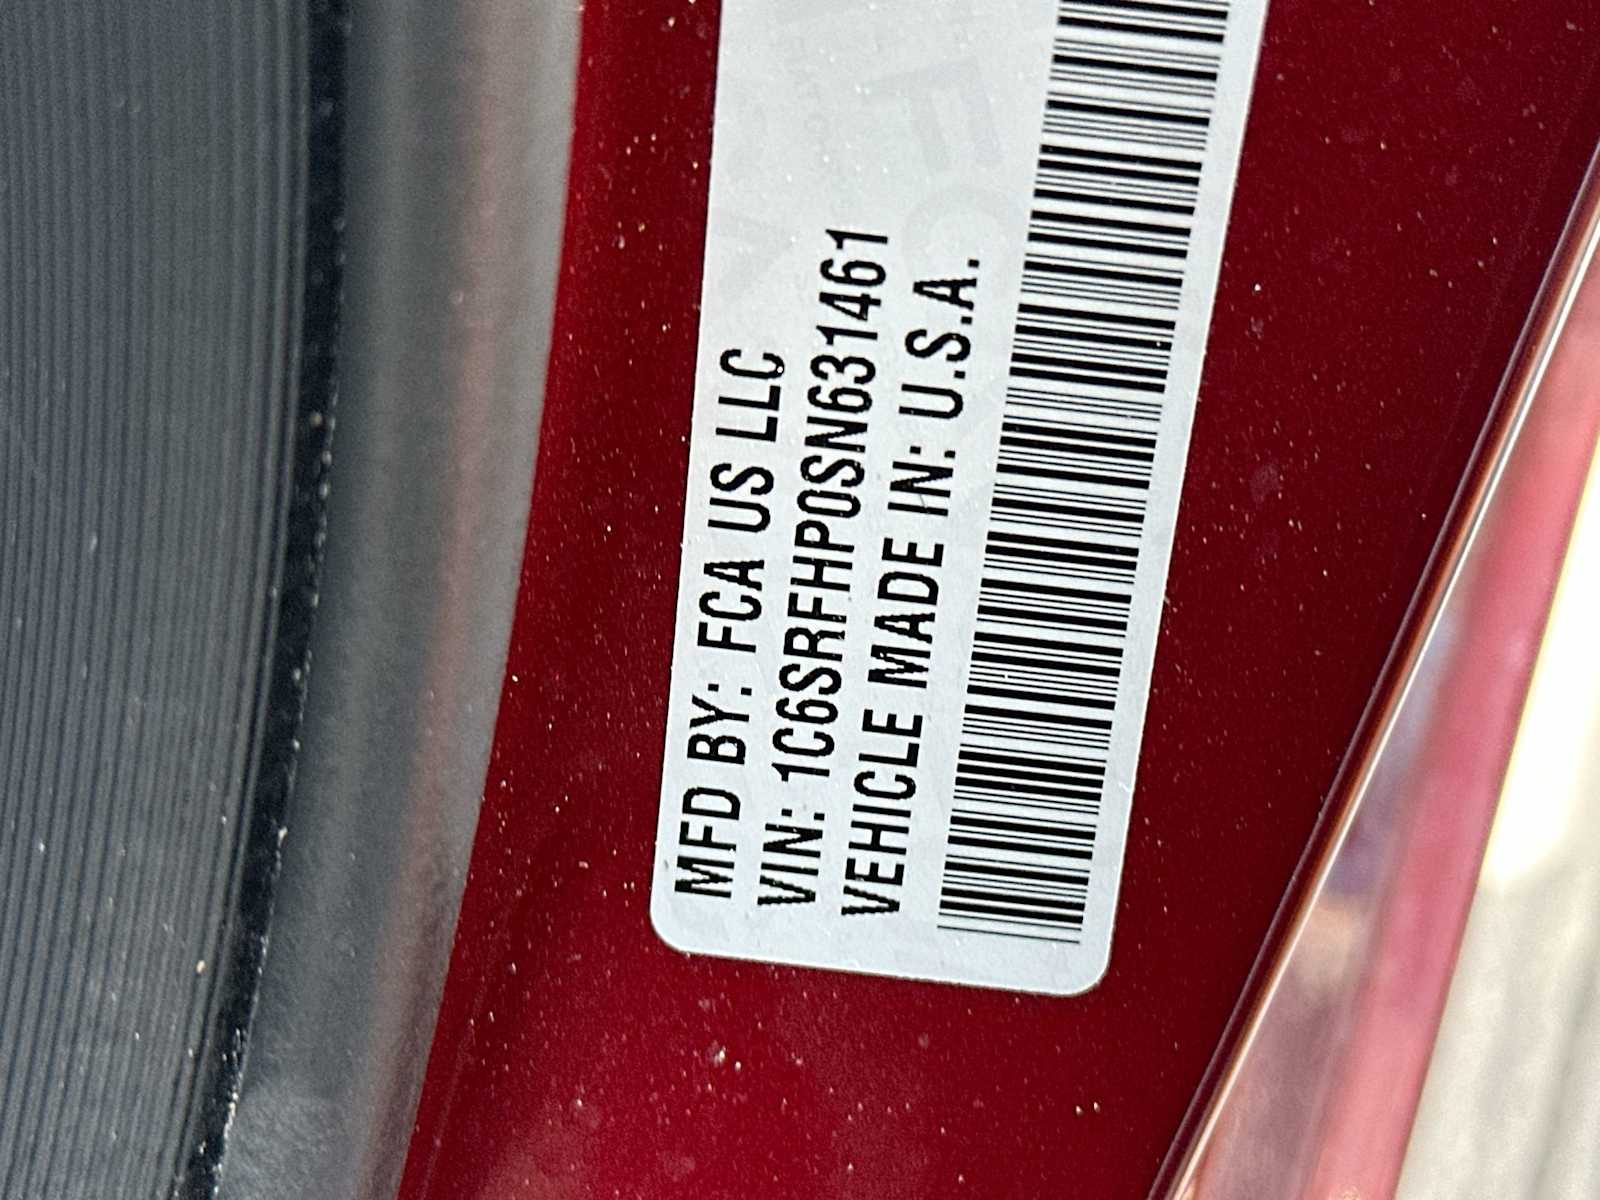 MFD BY: FCA US LLC
VIN: 1C6SRFHP0SN631461
VEHICLE MADE IN: U.S.A.